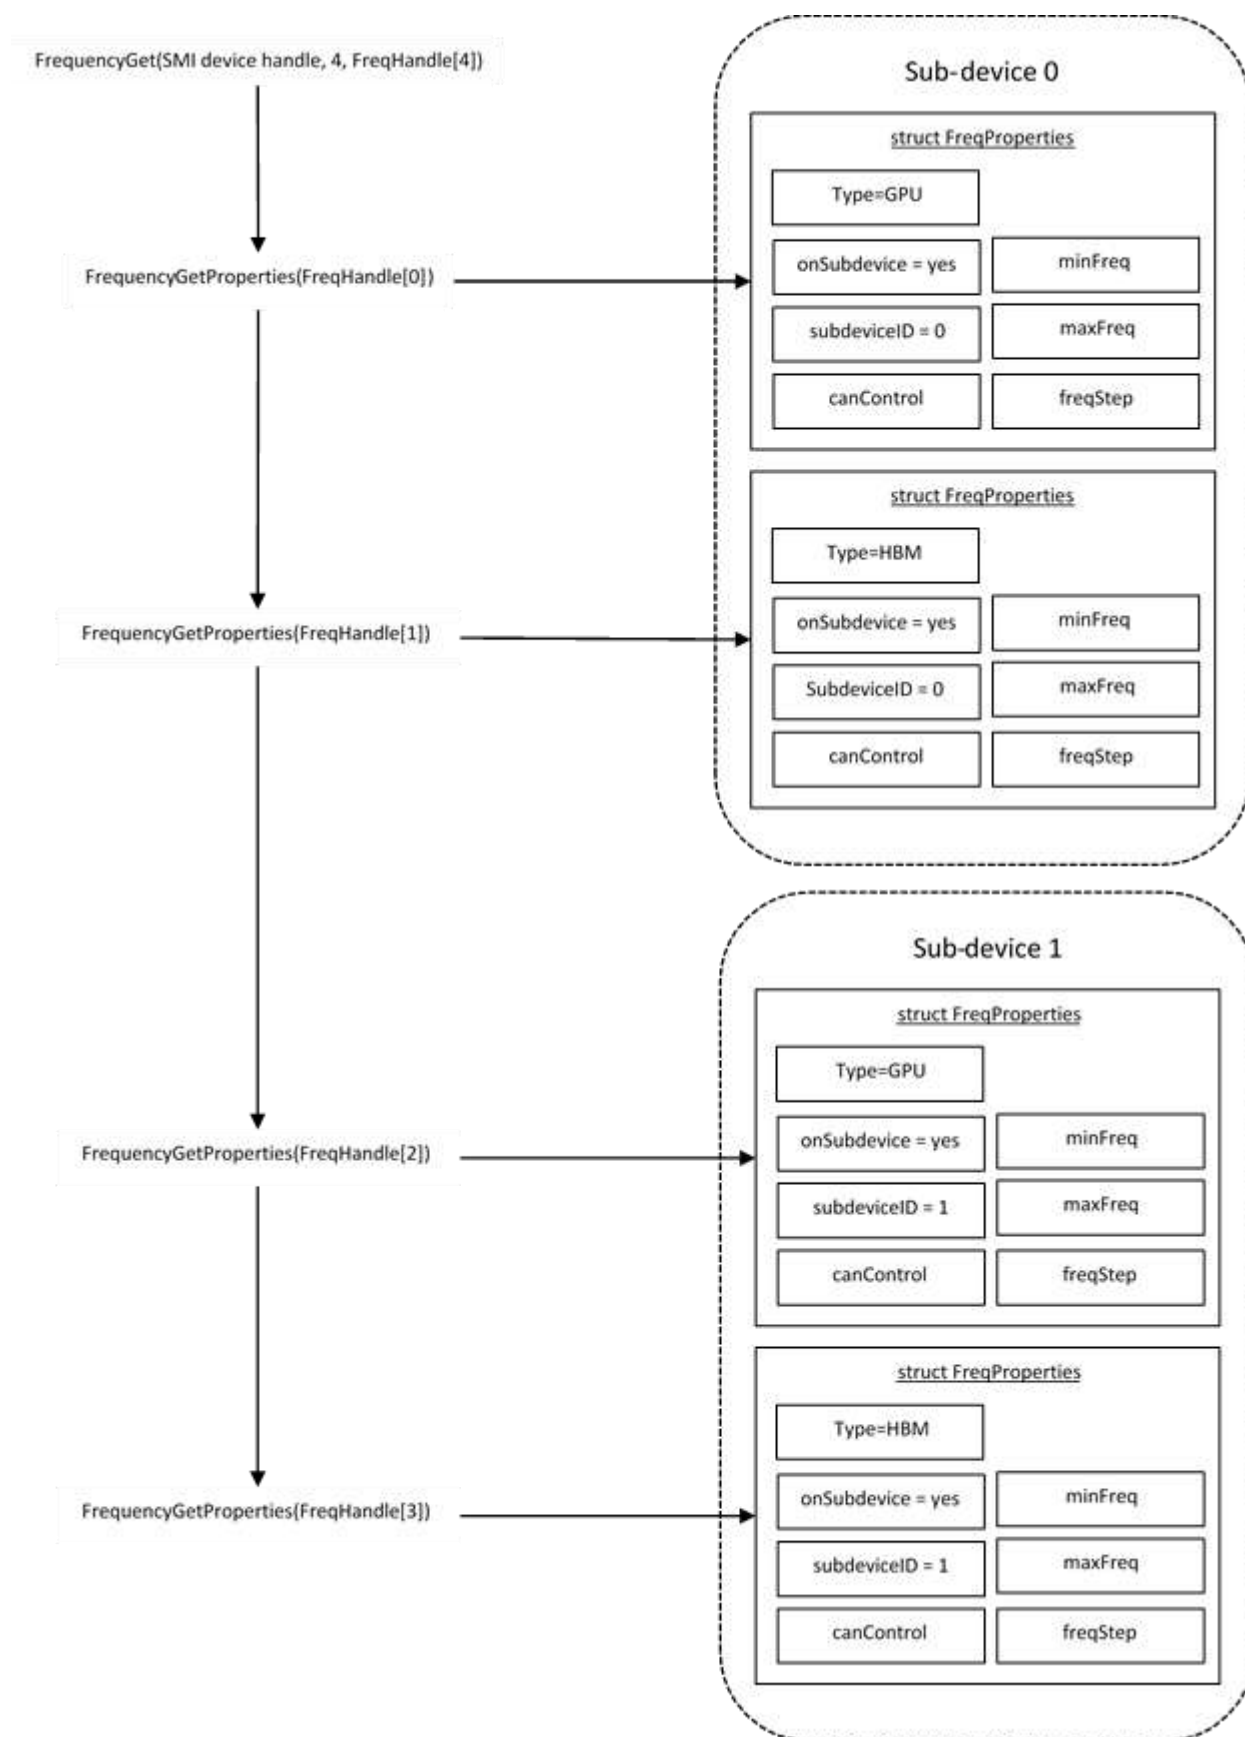 FrequencyGet(SMI device handle, 4, FreqHandle[4])
Sub-device 0
struct FreqProperties
Type=GPU
FrequencyGetProperties(FreqHandle[0])
onSubdevice = yes
minFreq
subdeviceID = 0
maxFreq
canControl
freqStep
struct FreqProperties
Type=HBM
FrequencyGetProperties(FreqHandle[1])
onSubdevice = yes
minFreq
SubdeviceID = 0
maxFreq
canControl
freqStep
Sub-device 1
struct FreqProperties
Type=GPU
FrequencyGetProperties(FreqHandle[2])
onSubdevice = yes
minFreq
subdeviceID = 1
maxFreq
canControl
freqStep
struct FreqProperties
Type=HBM
FrequencyGetProperties(FreqHandle[3])
onSubdevice = yes
minFreq
subdeviceID = 1
maxFreq
canControl
freqStep